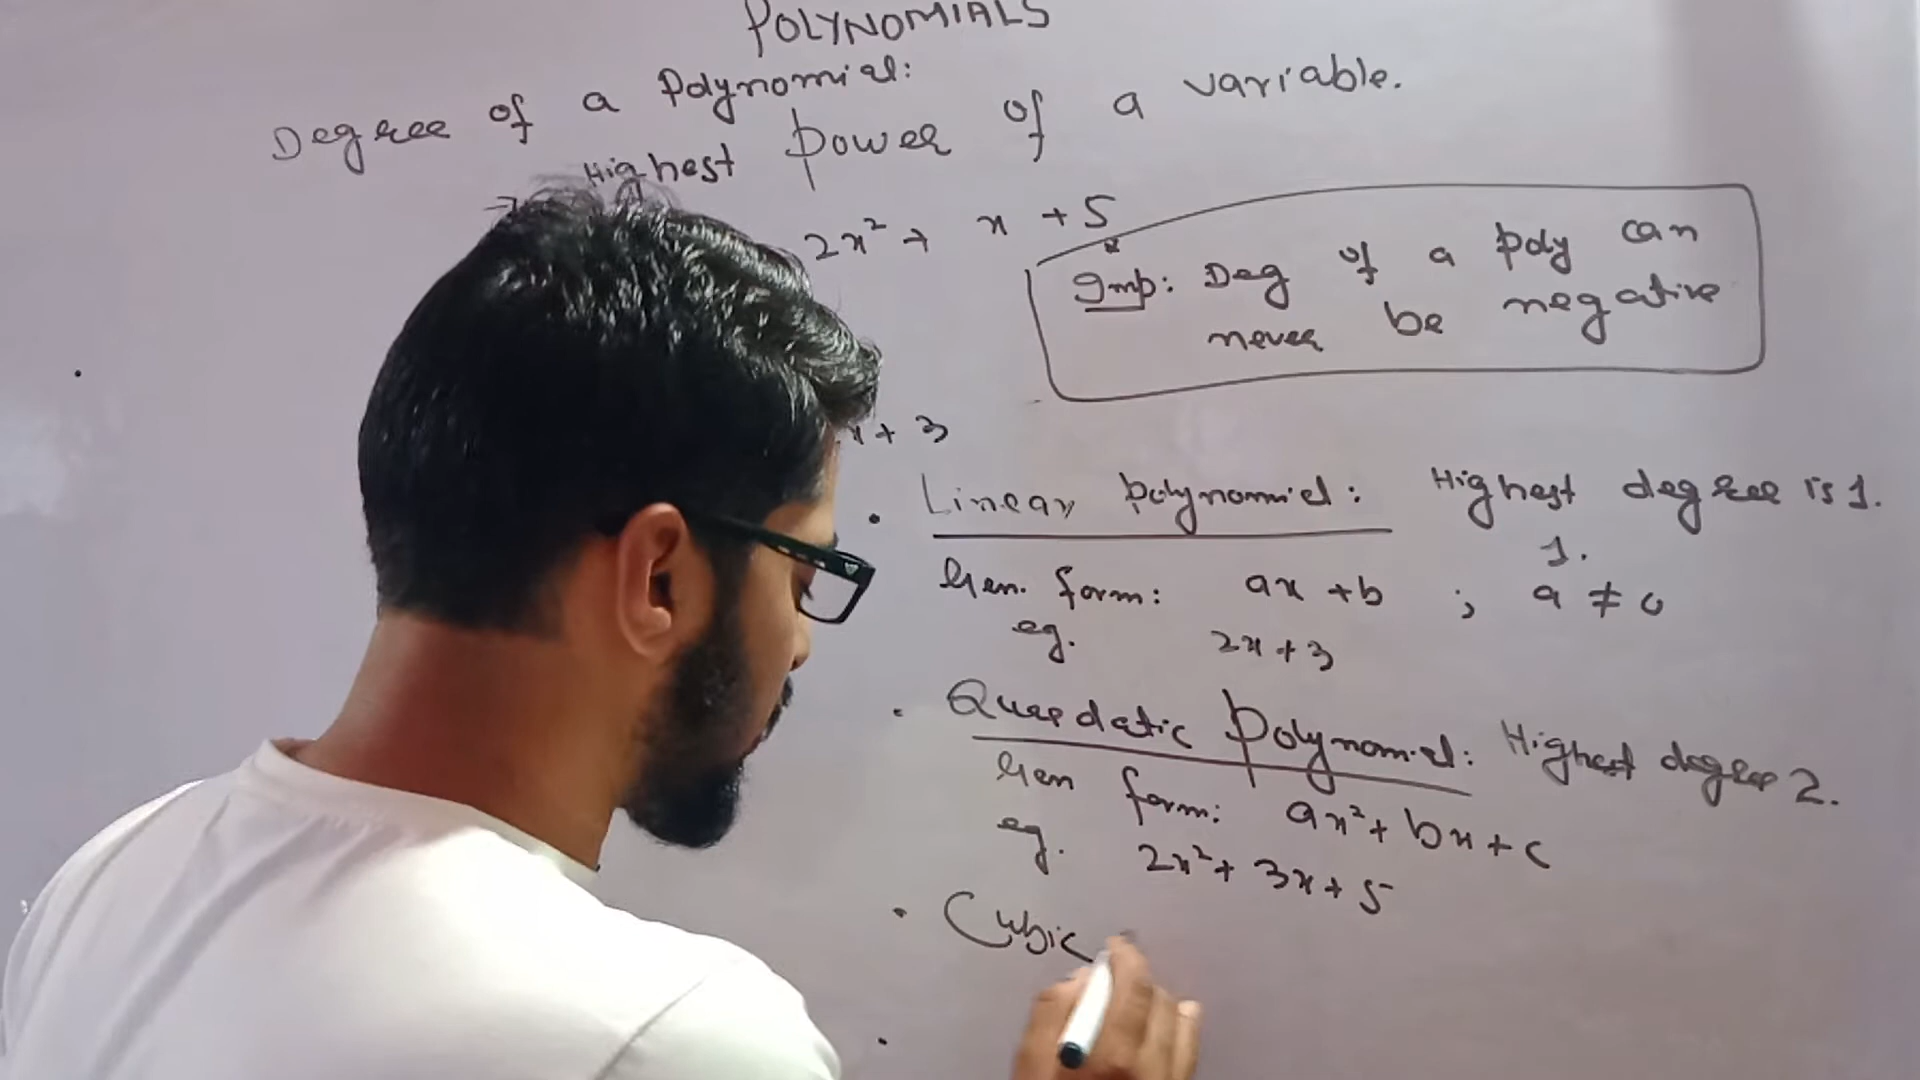 POLYNOMIALS
Degree of a Polynomial:
Highest power of a variable.
2x² + x + 5
Imp: Deg of a poly can
never be negative
x + 3
Linear polynomial: Highest degree is 1.
1.
Gen. form: ax + b ; a ≠ 0
eg. 2x + 3
Quadratic Polynomial: Highest degree 2.
Gen form: ax² + bx + c
eg. 2x² + 3x + 5
Cubic